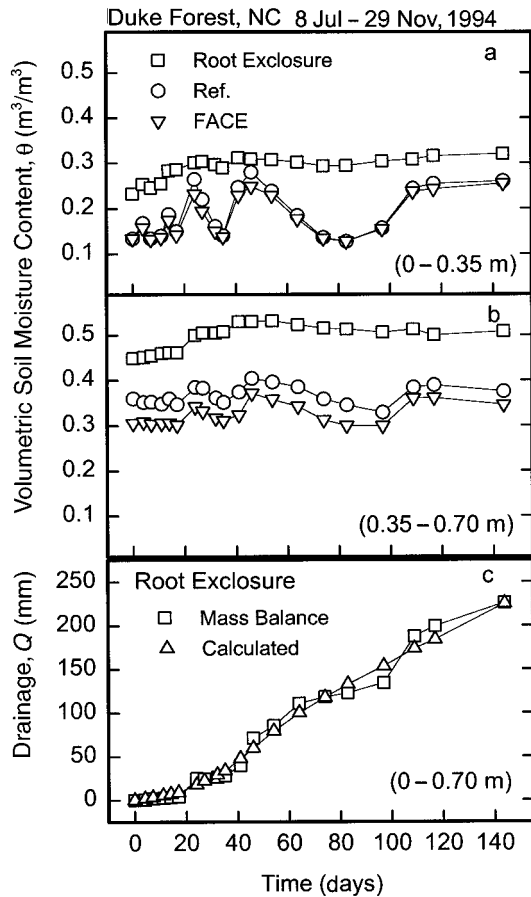 Duke Forest, NC 8 Jul – 29 Nov, 1994
Volumetric Soil Moisture Content, θ (m³/m³)
a
Root Exclosure
Ref.
FACE
0.5
0.4
0.3
0.2
0.1
(0 – 0.35 m)
b
0.5
0.4
0.3
0.2
0.1
(0.35 – 0.70 m)
Drainage, Q (mm)
c
Root Exclosure
Mass Balance
Calculated
250
200
150
100
50
0
(0 – 0.70 m)
0 20 40 60 80 100 120 140
Time (days)